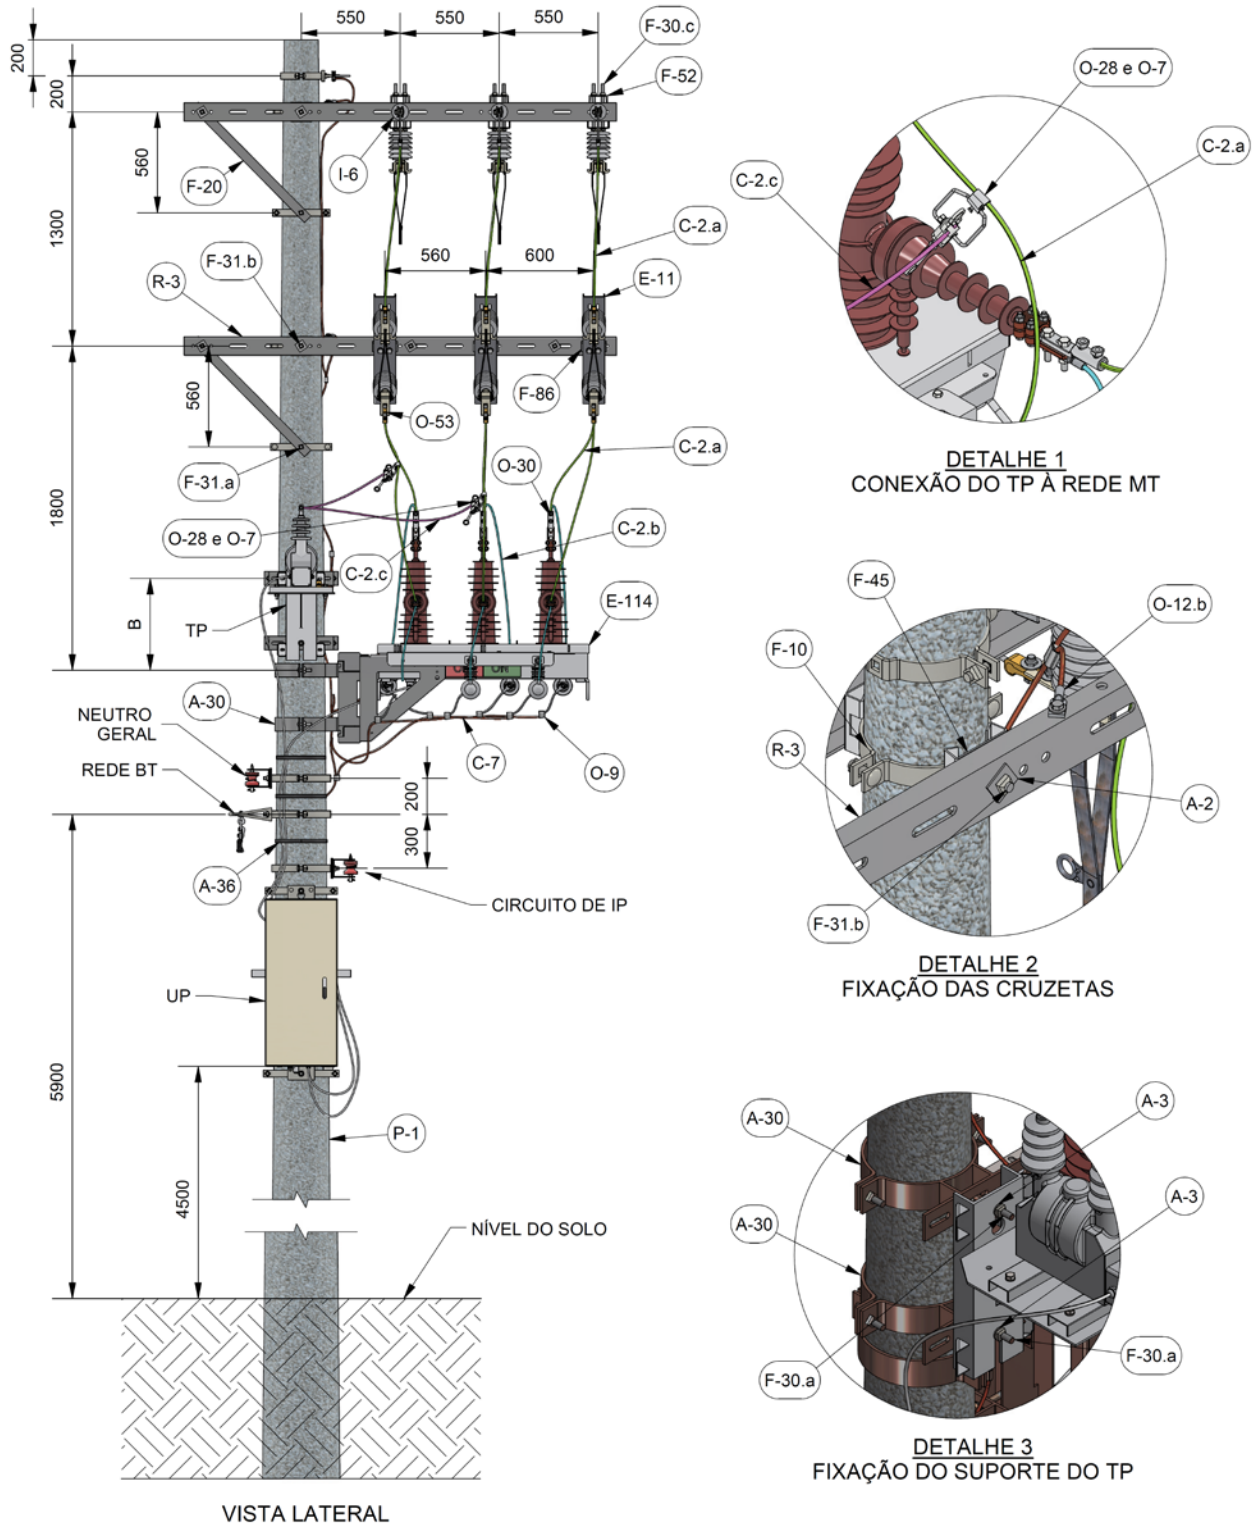 550
550
550
F-30.c
F-52
200
200
560
F-20
I-6
1300
560
600
C-2.a
F-31.b
R-3
E-11
560
F-86
O-53
C-2.a
F-31.a
O-30
1800
O-28 e O-7
C-2.c
C-2.b
B
TP
E-114
A-30
NEUTRO
GERAL
C-7
O-9
REDE BT
200
300
A-36
CIRCUITO DE IP
UP
5900
P-1
4500
NÍVEL DO SOLO
VISTA LATERAL
O-28 e O-7
C-2.a
C-2.c
DETALHE 1
CONEXÃO DO TP À REDE MT
F-45
O-12.b
F-10
R-3
A-2
F-31.b
DETALHE 2
FIXAÇÃO DAS CRUZETAS
A-30
A-3
A-3
A-30
F-30.a
F-30.a
DETALHE 3
FIXAÇÃO DO SUPORTE DO TP